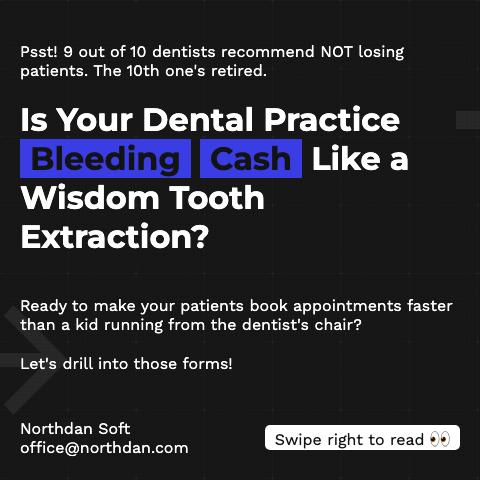 Psst! 9 out of 10 dentists recommend NOT losing
patients. The 10th one's retired.
Is Your Dental Practice
Bleeding Cash Like a
Wisdom Tooth
Extraction?
Ready to make your patients book appointments faster
than a kid running from the dentist's chair?
Let's drill into those forms!
Northdan Soft
office@northdan.com
Swipe right to read 👀